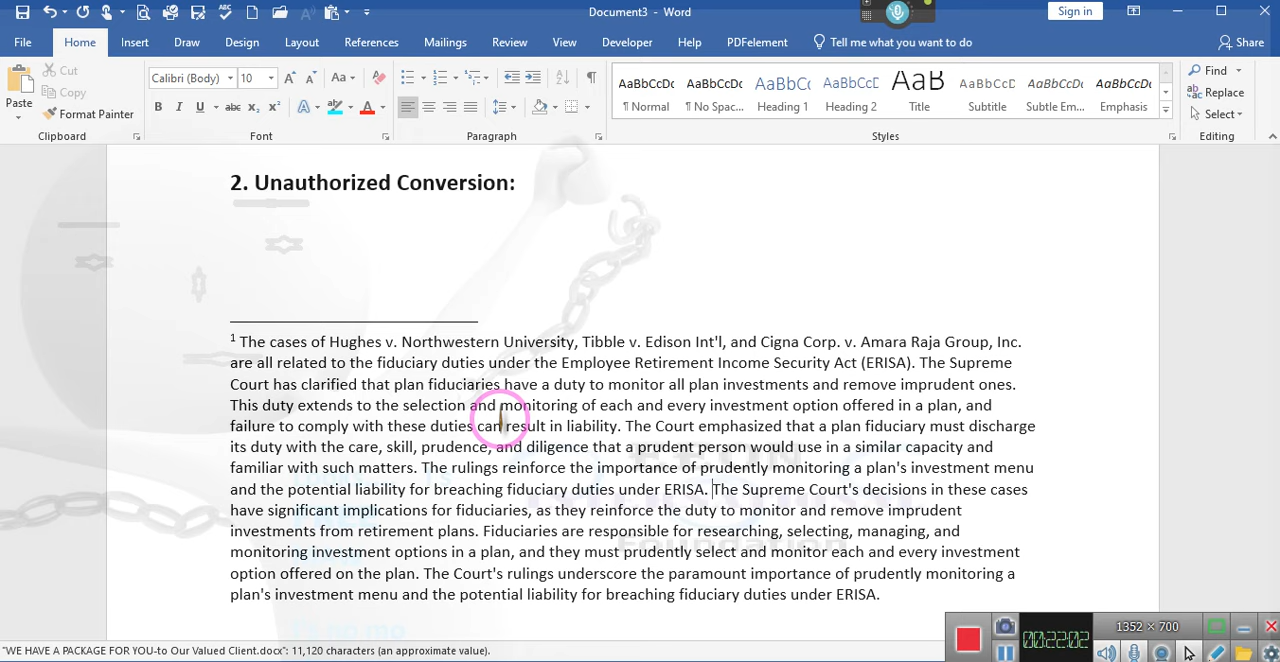 Document3 - Word
Sign in
File Home Insert Draw Design Layout References Mailings Review View Developer Help PDFelement Tell me what you want to do Share
Paste
Cut
Copy
Format Painter
Clipboard
Calibri (Body) 10
Font
Paragraph
AaBbCcDc AaBbCcDc AaBbCcD AaBbCcD AaB AaBbCcD AaBbCcDc AaBbCcDc
¶ Normal ¶ No Spac... Heading 1 Heading 2 Title Subtitle Subtle Em... Emphasis
Styles
Find
Replace
Select
Editing
2. Unauthorized Conversion:
1 The cases of Hughes v. Northwestern University, Tibble v. Edison Int'l, and Cigna Corp. v. Amara Raja Group, Inc.
are all related to the fiduciary duties under the Employee Retirement Income Security Act (ERISA). The Supreme
Court has clarified that plan fiduciaries have a duty to monitor all plan investments and remove imprudent ones.
This duty extends to the selection and monitoring of each and every investment option offered in a plan, and
failure to comply with these duties can result in liability. The Court emphasized that a plan fiduciary must discharge
its duty with the care, skill, prudence, and diligence that a prudent person would use in a similar capacity and
familiar with such matters. The rulings reinforce the importance of prudently monitoring a plan's investment menu
and the potential liability for breaching fiduciary duties under ERISA. The Supreme Court's decisions in these cases
have significant implications for fiduciaries, as they reinforce the duty to monitor and remove imprudent
investments from retirement plans. Fiduciaries are responsible for researching, selecting, managing, and
monitoring investment options in a plan, and they must prudently select and monitor each and every investment
option offered on the plan. The Court's rulings underscore the paramount importance of prudently monitoring a
plan's investment menu and the potential liability for breaching fiduciary duties under ERISA.
Foundation
1352 × 700
00:22:02
"WE HAVE A PACKAGE FOR YOU-to Our Valued Client.docx": 11,120 characters (an approximate value).